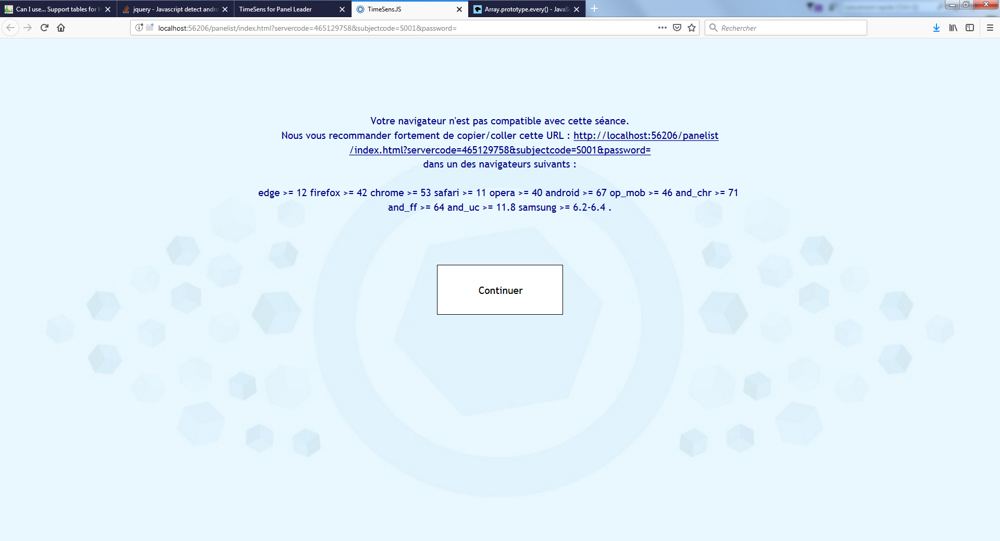 Can I use... Support tables for H
jquery - Javascript detect andro
TimeSens for Panel Leader
TimeSens.JS
Array.prototype.every() - JavaSc
localhost:56206/panelist/index.html?servercode=465129758&subjectcode=S001&password=
Rechercher
Votre navigateur n'est pas compatible avec cette séance.
Nous vous recommander fortement de copier/coller cette URL : http://localhost:56206/panelist
/index.html?servercode=465129758&subjectcode=S001&password=
dans un des navigateurs suivants :
edge >= 12 firefox >= 42 chrome >= 53 safari >= 11 opera >= 40 android >= 67 op_mob >= 46 and_chr >= 71
and_ff >= 64 and_uc >= 11.8 samsung >= 6.2-6.4 .
Continuer